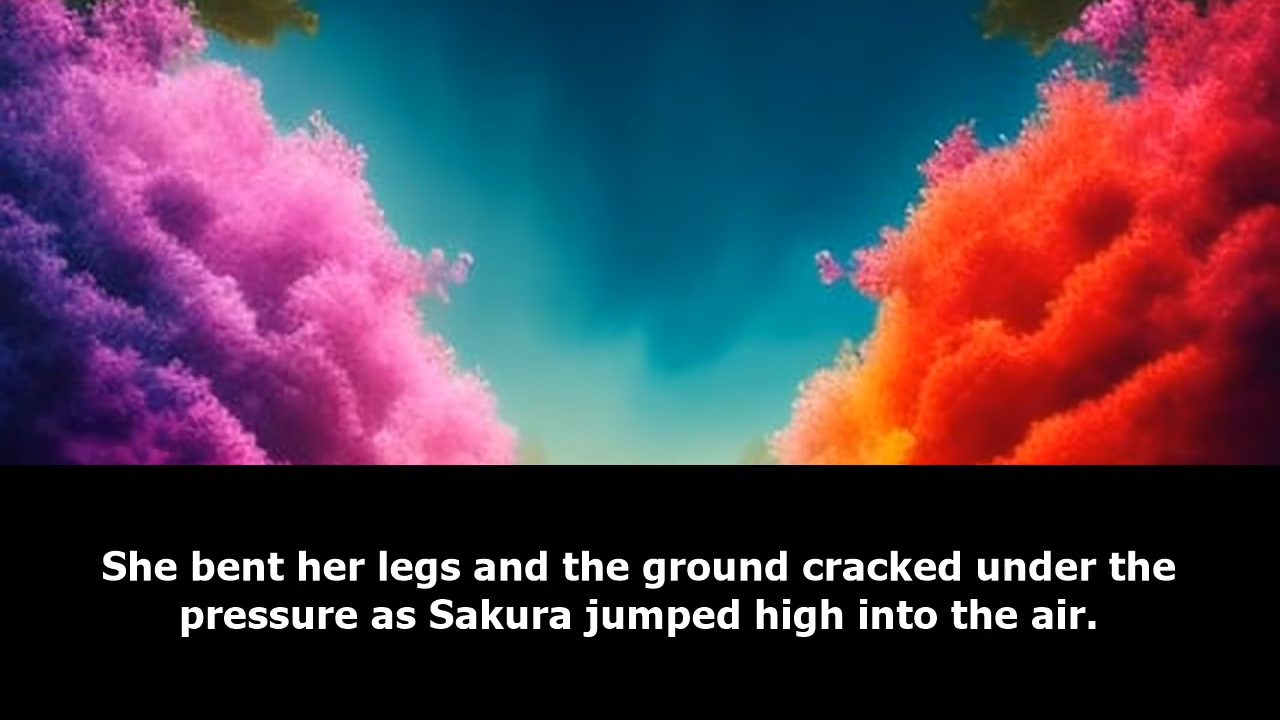 She bent her legs and the ground cracked under the
pressure as Sakura jumped high into the air.